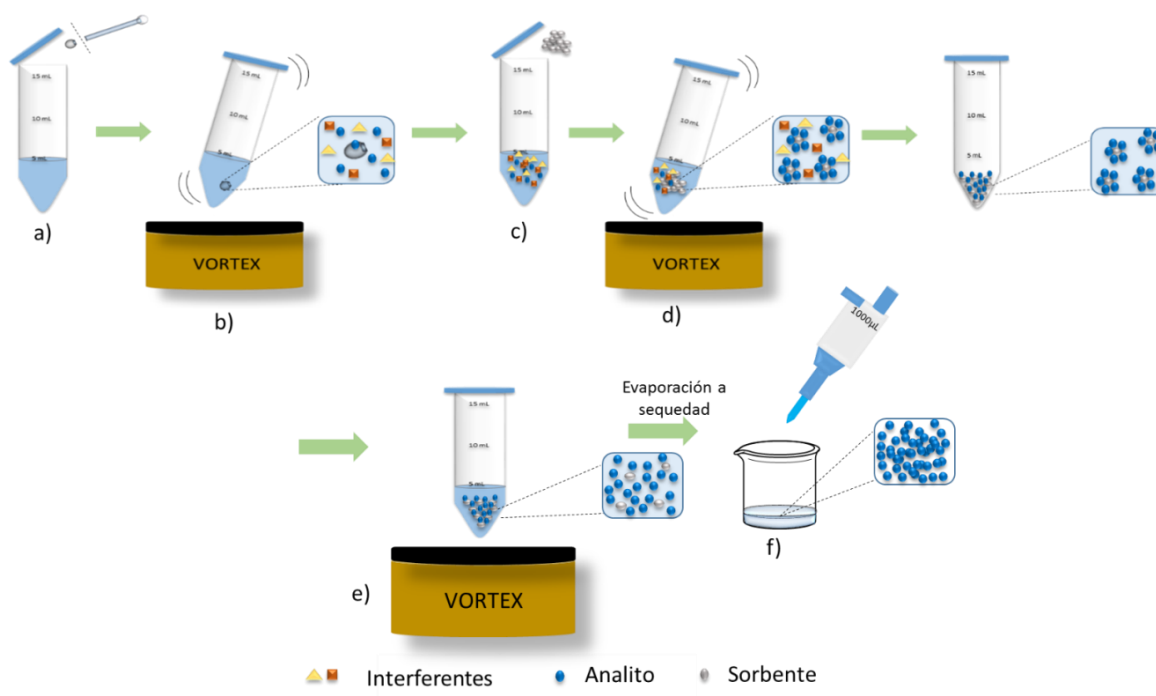 15 mL
10 mL
5 mL
a)
15 mL
10 mL
5 mL
VORTEX
b)
15 mL
10 mL
5 mL
c)
15 mL
10 mL
5 mL
VORTEX
d)
15 mL
10 mL
5 mL
15 mL
10 mL
5 mL
VORTEX
e)
Evaporación a
sequedad
1000µL
f)
Interferentes
Analito
Sorbente